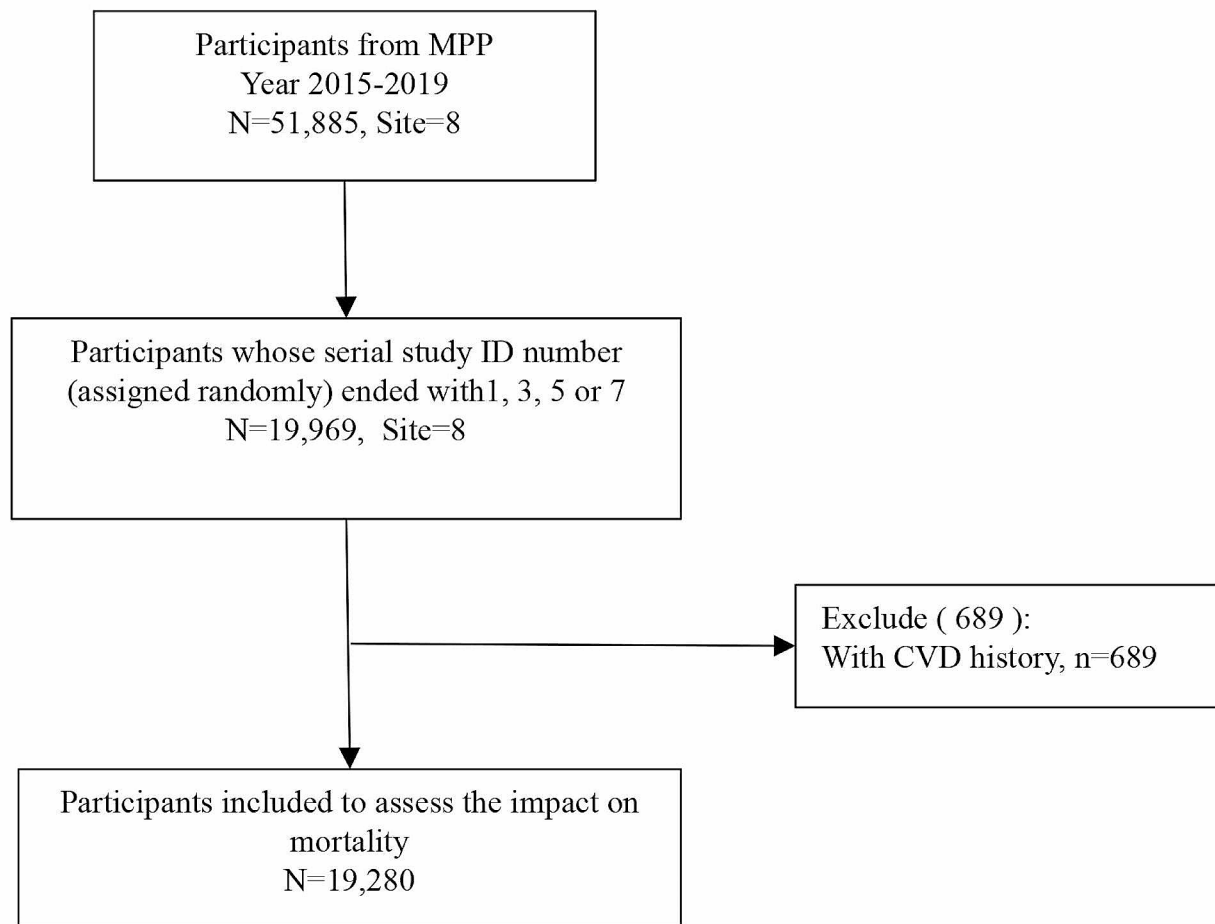 Participants from MPP
Year 2015-2019
N=51,885, Site=8
Participants whose serial study ID number
(assigned randomly) ended with1, 3, 5 or 7
N=19,969,  Site=8
Exclude ( 689 ):
With CVD history, n=689
Participants included to assess the impact on
mortality
N=19,280